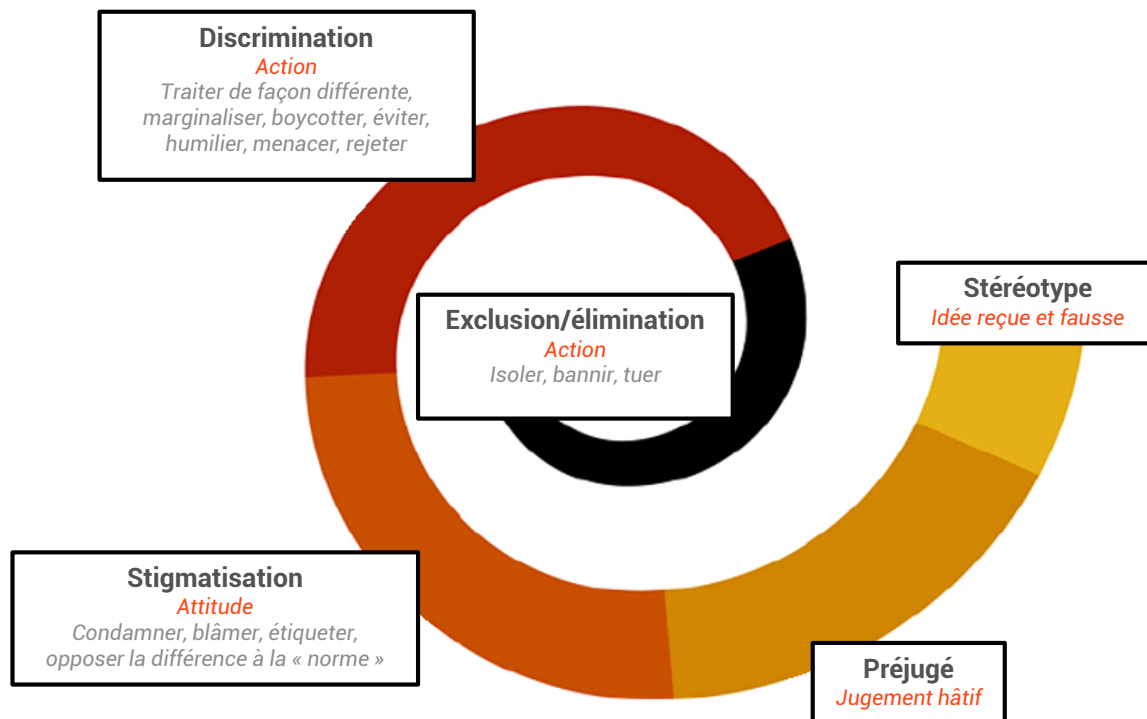 Discrimination
Action
Traiter de façon différente,
marginaliser, boycotter, éviter,
humilier, menacer, rejeter
Exclusion/élimination
Action
Isoler, bannir, tuer
Stéréotype
Idée reçue et fausse
Stigmatisation
Attitude
Condamner, blâmer, étiqueter,
opposer la différence à la « norme »
Préjugé
Jugement hâtif